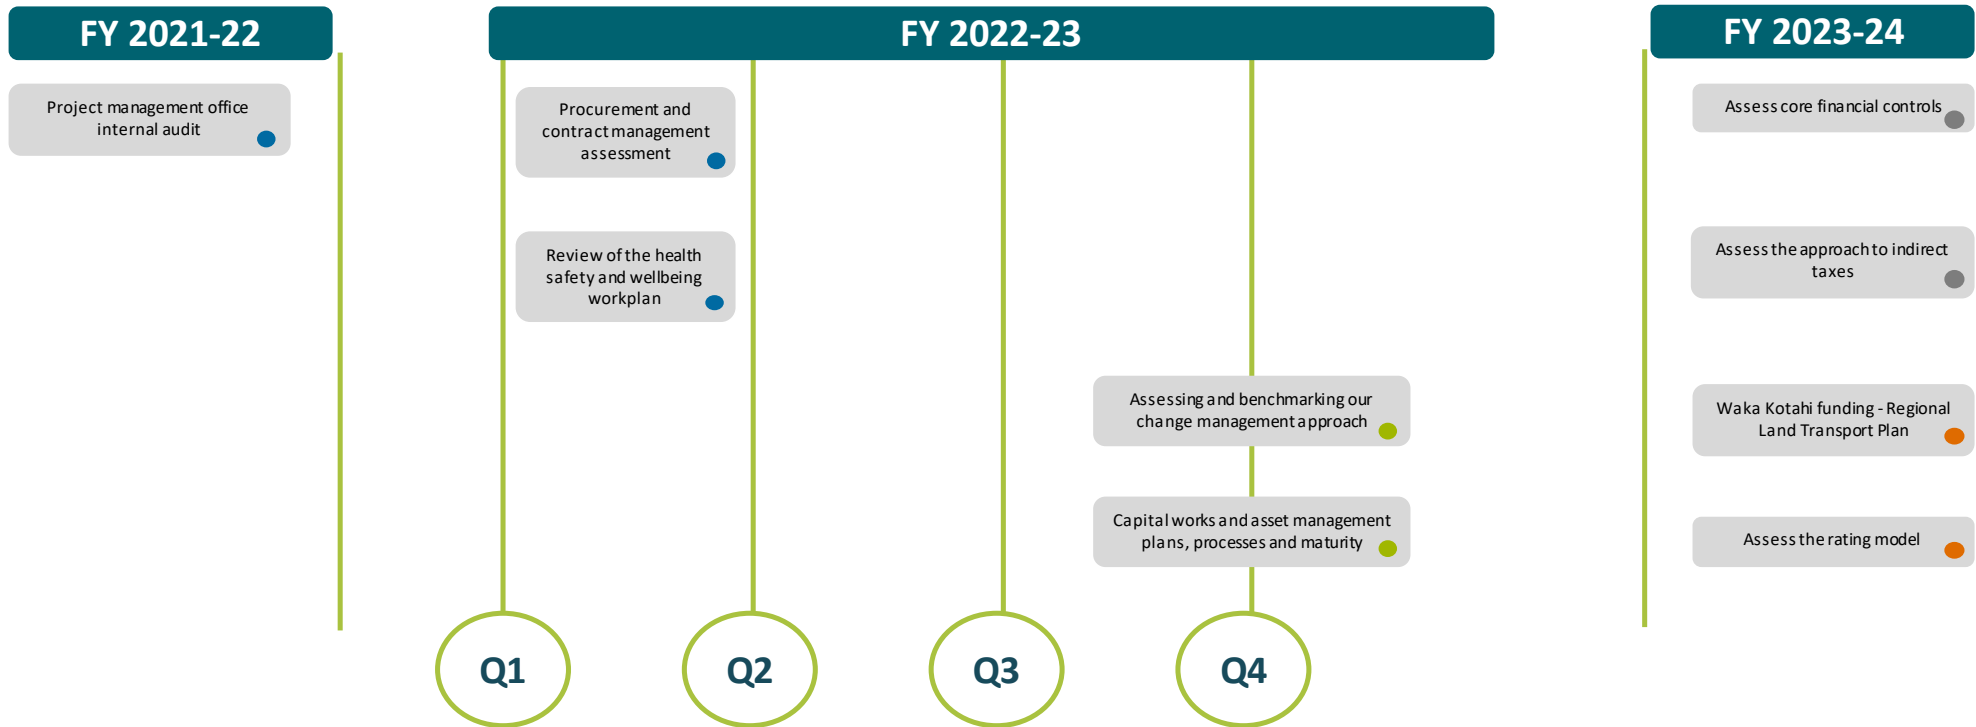 FY 2021-22
Project management office
internal audit
FY 2022-23
Procurement and
contract management
assessment
Review of the health
safety and wellbeing
workplan
Assessing and benchmarking our
change management approach
Capital works and asset management
plans, processes and maturity
Q1
Q2
Q3
Q4
FY 2023-24
Assess core financial controls
Assess the approach to indirect
taxes
Waka Kotahi funding - Regional
Land Transport Plan
Assess the rating model